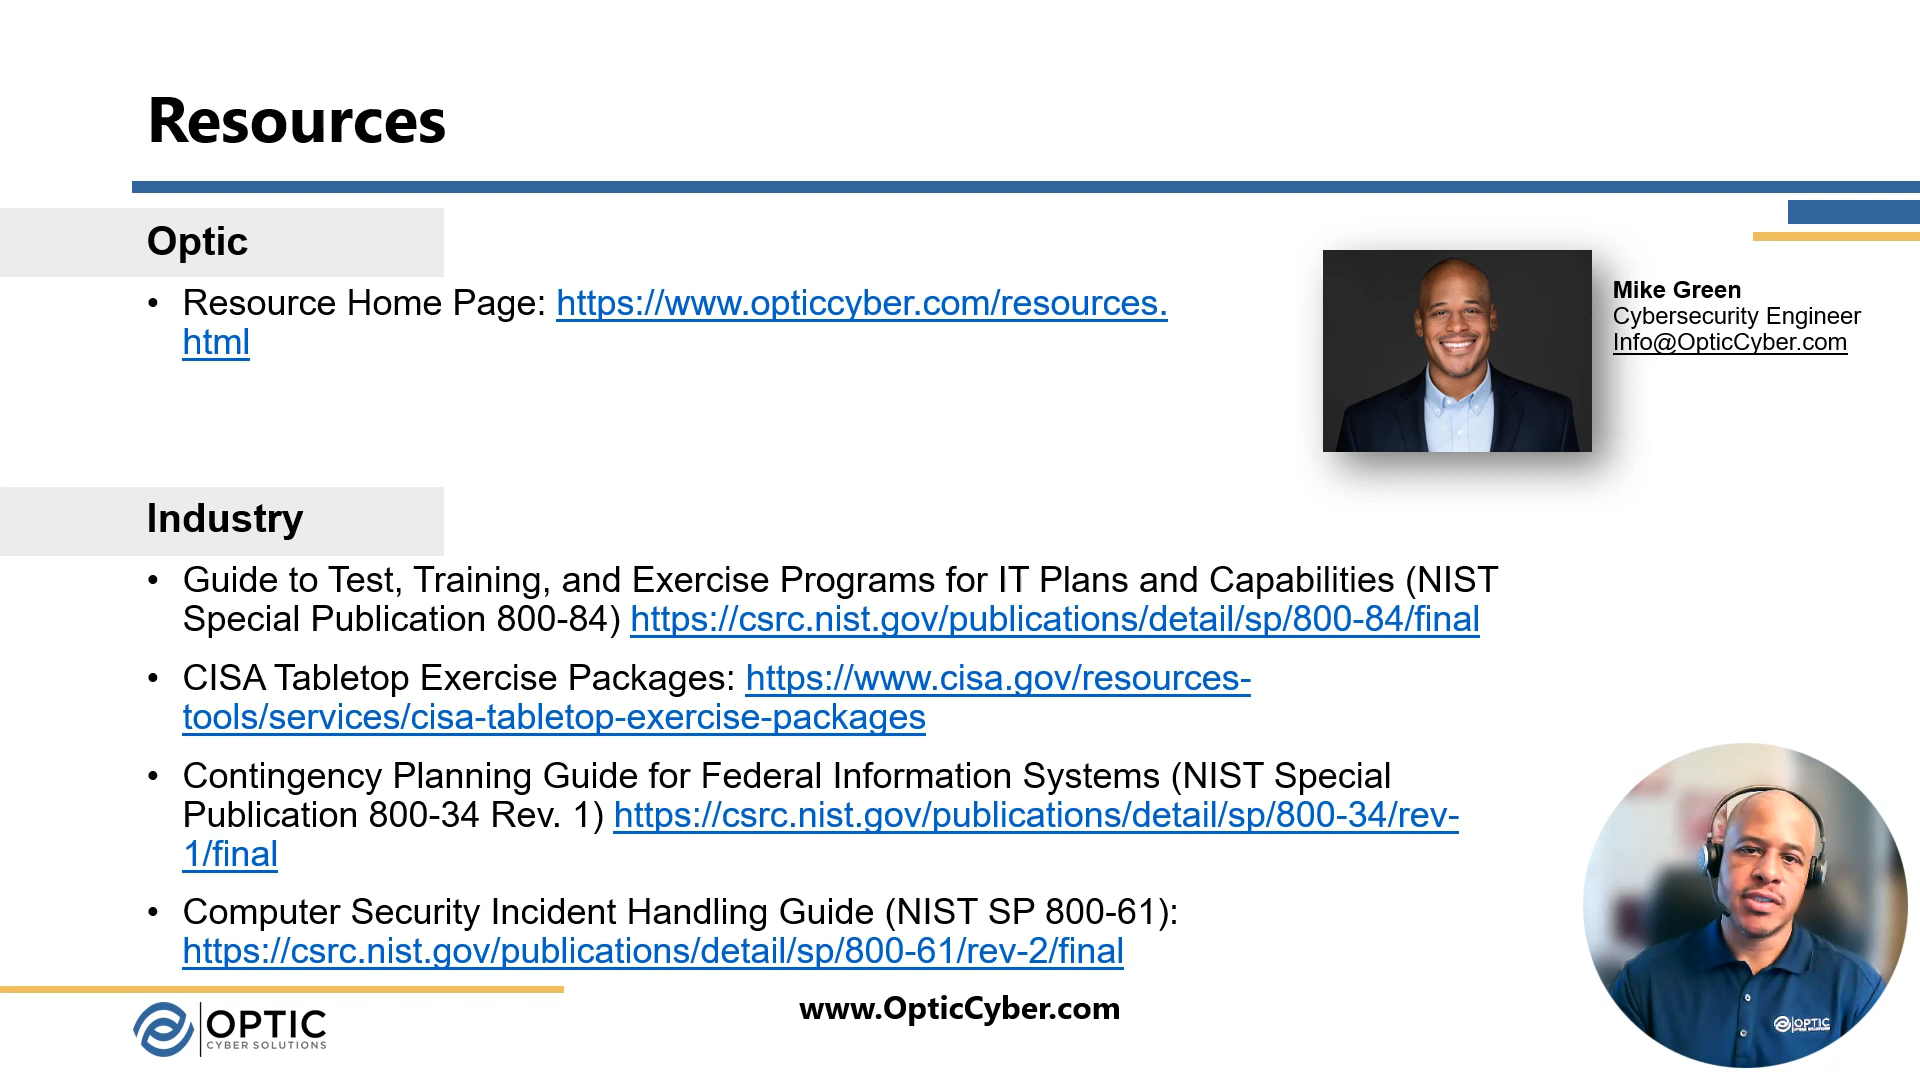 Resources
Optic
• Resource Home Page: https://www.opticcyber.com/resources.
html
Mike Green
Cybersecurity Engineer
Info@OpticCyber.com
Industry
• Guide to Test, Training, and Exercise Programs for IT Plans and Capabilities (NIST
Special Publication 800-84) https://csrc.nist.gov/publications/detail/sp/800-84/final
• CISA Tabletop Exercise Packages: https://www.cisa.gov/resources-
tools/services/cisa-tabletop-exercise-packages
• Contingency Planning Guide for Federal Information Systems (NIST Special
Publication 800-34 Rev. 1) https://csrc.nist.gov/publications/detail/sp/800-34/rev-
1/final
• Computer Security Incident Handling Guide (NIST SP 800-61):
https://csrc.nist.gov/publications/detail/sp/800-61/rev-2/final
OPTIC
CYBER SOLUTIONS
www.OpticCyber.com
OPTIC
CYBER SOLUTIONS